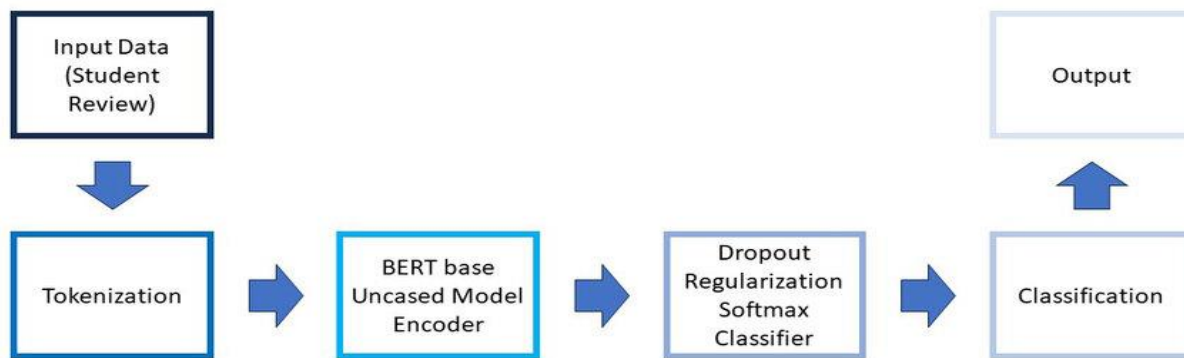 Input Data
(Student
Review)
Tokenization
BERT base
Uncased Model
Encoder
Dropout
Regularization
Softmax
Classifier
Classification
Output